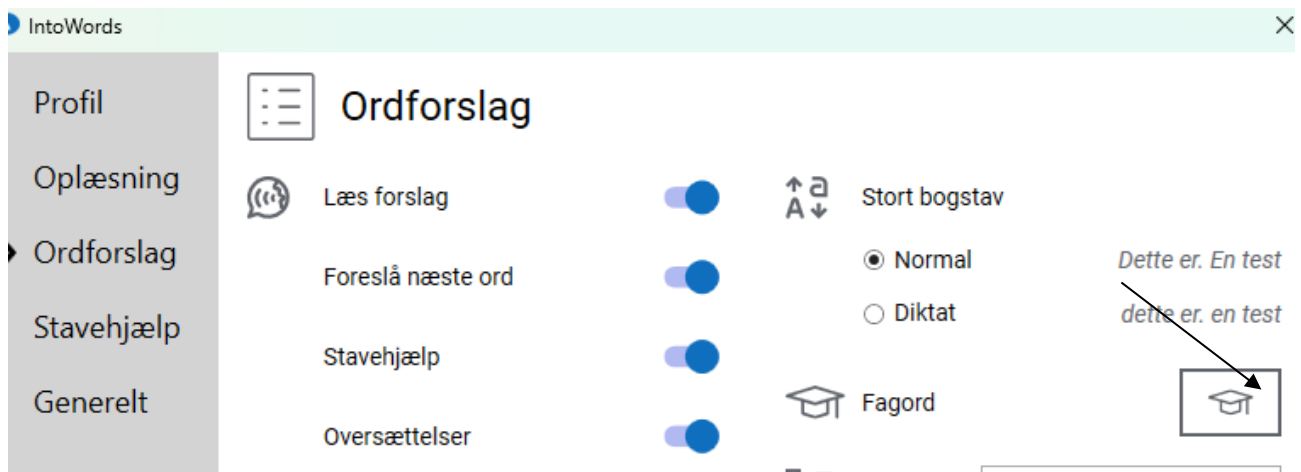 IntoWords
Profil
Oplæsning
Ordforslag
Stavehjælp
Generelt
Ordforslag
Læs forslag
Foreslå næste ord
Stavehjælp
Oversættelser
Stort bogstav
Normal Dette er. En test
Diktat dette er. en test
Fagord